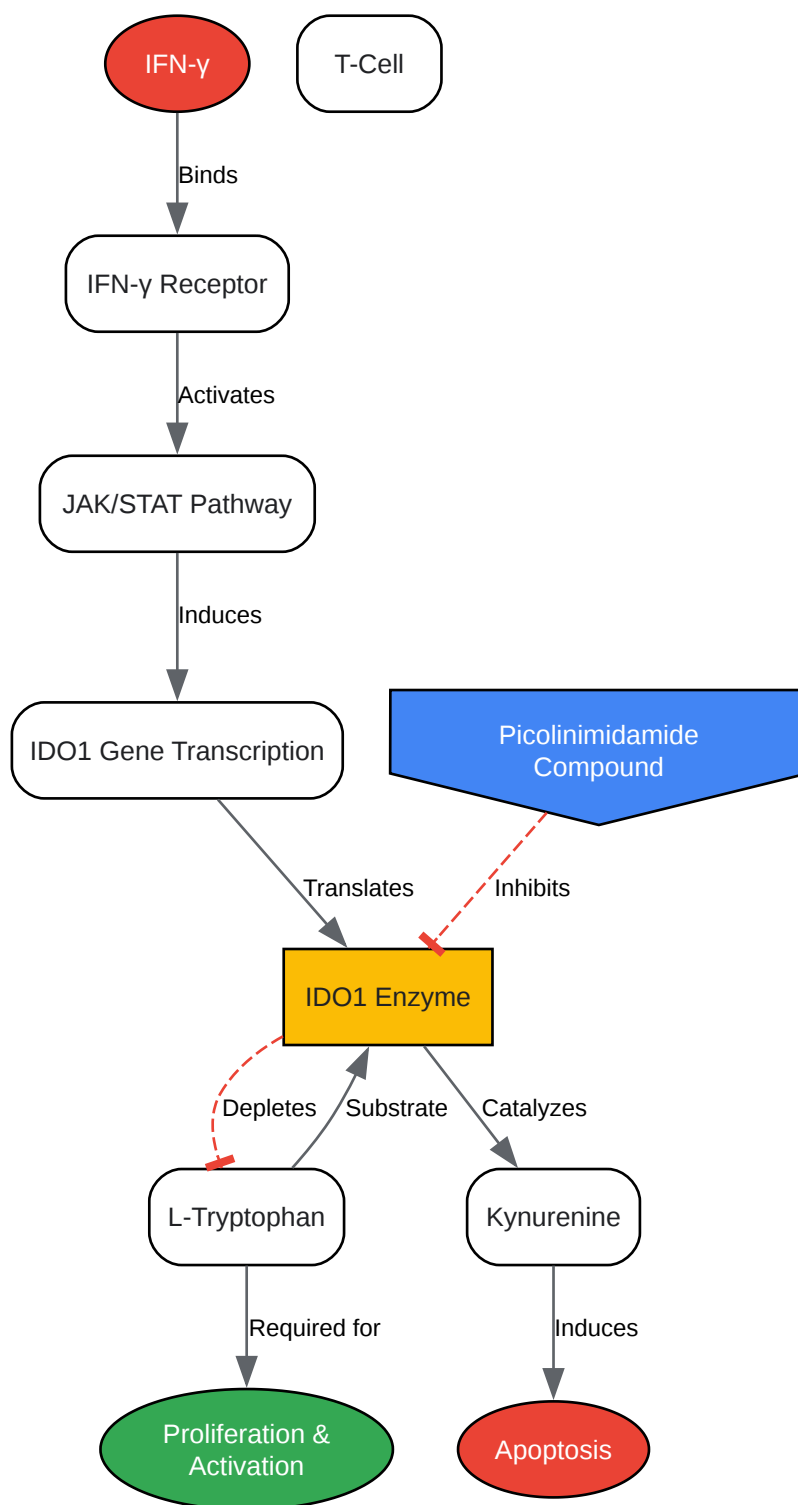 IFN-γ
T-Cell
Binds
IFN-γ Receptor
Activates
JAK/STAT Pathway
Induces
IDO1 Gene Transcription
Picolinimidamide
Compound
Translates
Inhibits
IDO1 Enzyme
Depletes
Substrate
Catalyzes
L-Tryptophan
Kynurenine
Required for
Induces
Proliferation &
Activation
Apoptosis